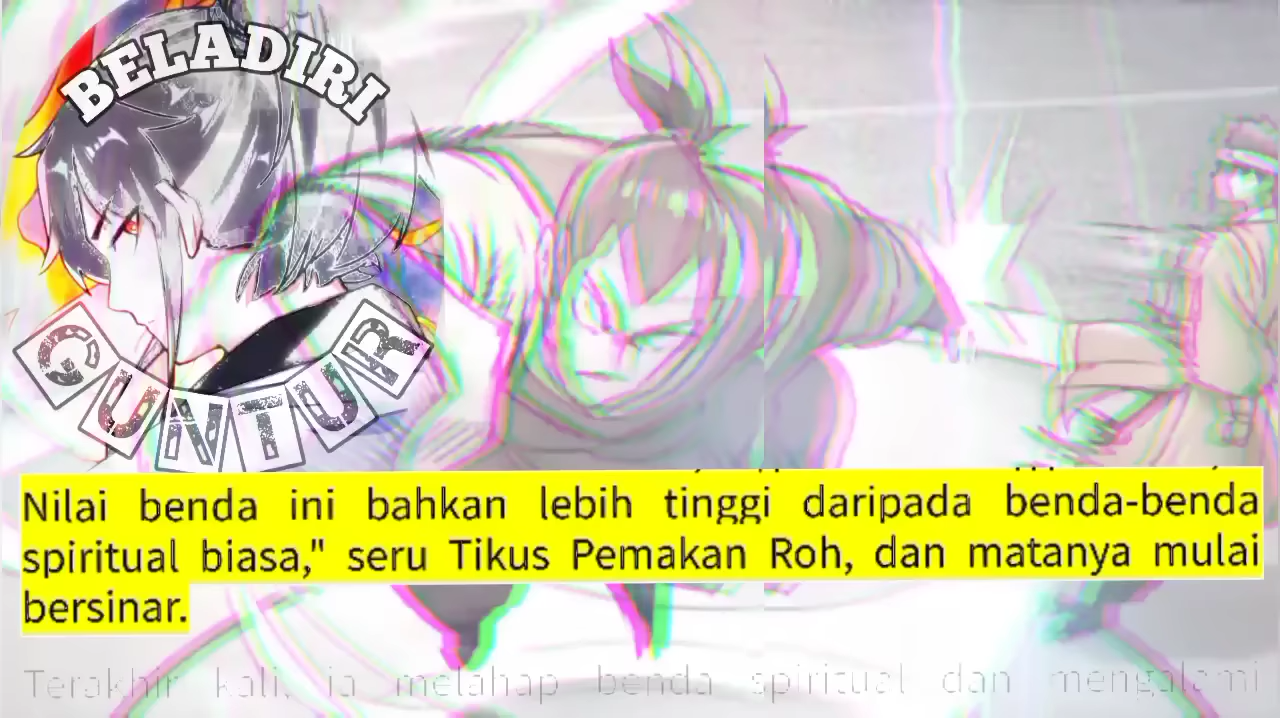 BELADIRI
GUNTUR
Nilai benda ini bahkan lebih tinggi daripada benda-benda
spiritual biasa," seru Tikus Pemakan Roh, dan matanya mulai
bersinar.
Terakhir kali, ia melahap benda spiritual dan mengalami